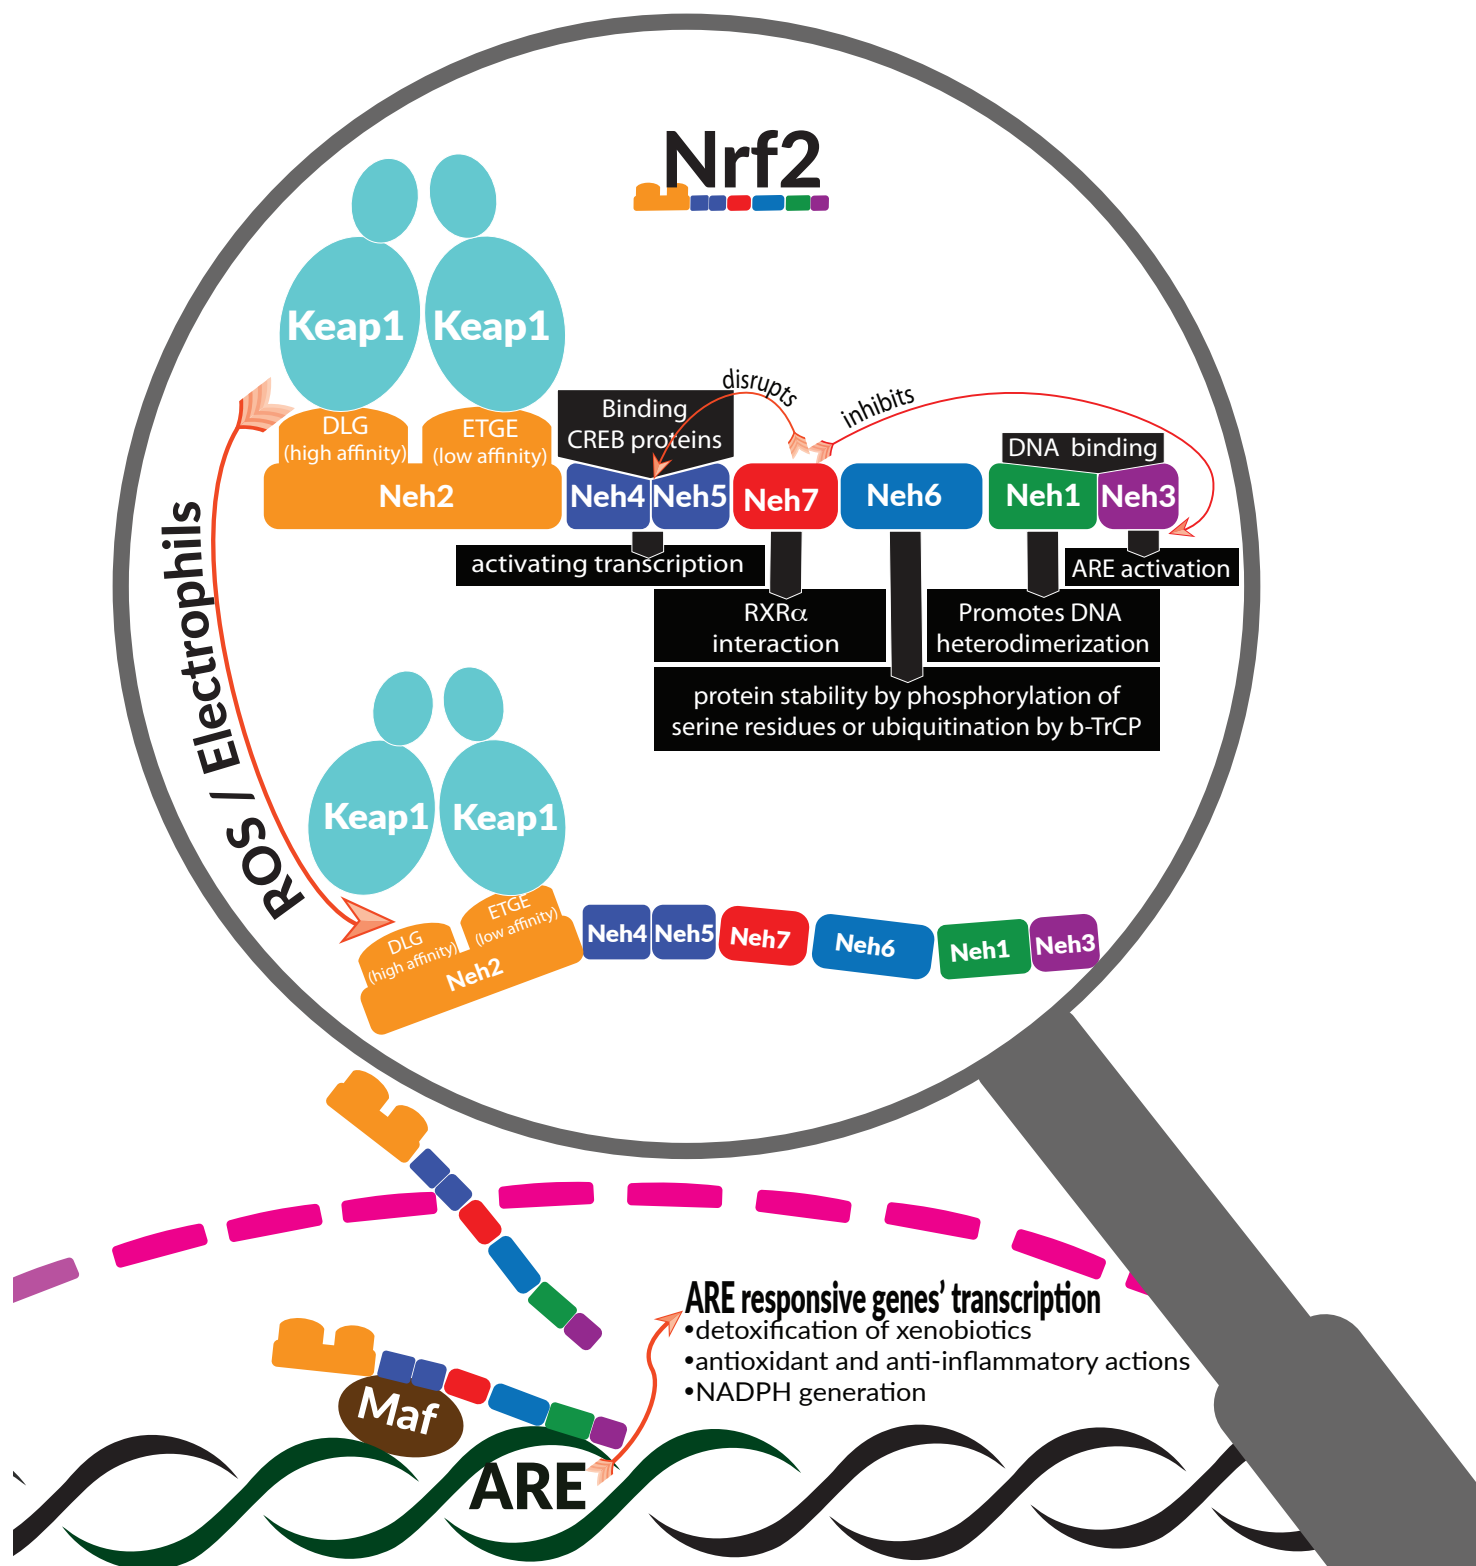 Nrf2
Keap1
Keap1
DLG
(high affinity)
ETGE
(low affinity)
Neh2
Binding
CREB proteins
disrupts
inhibits
DNA binding
Neh4
Neh5
Neh7
Neh6
Neh1
Neh3
activating transcription
ARE activation
RXRα
interaction
Promotes DNA
heterodimerization
protein stability by phosphorylation of
serine residues or ubiquitination by b-TrCP
ROS / Electrophils
Keap1
Keap1
DLG
(high affinity)
ETGE
(low affinity)
Neh2
Neh4
Neh5
Neh7
Neh6
Neh1
Neh3
ARE responsive genes’ transcription
•detoxification of xenobiotics
•antioxidant and anti-inflammatory actions
•NADPH generation
Maf
ARE